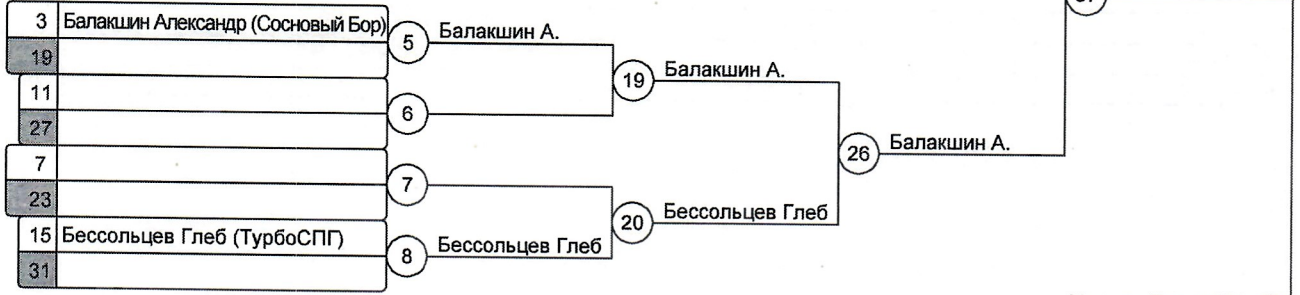 3 Балакшин Александр (Сосновый Бор)
5 Балакшин А.
19
19 Балакшин А.
11
6
27
26 Балакшин А.
7
7
23
20 Бессольцев Глеб
15 Бессольцев Глеб (ТурбоСПГ)
8 Бессольцев Глеб
31